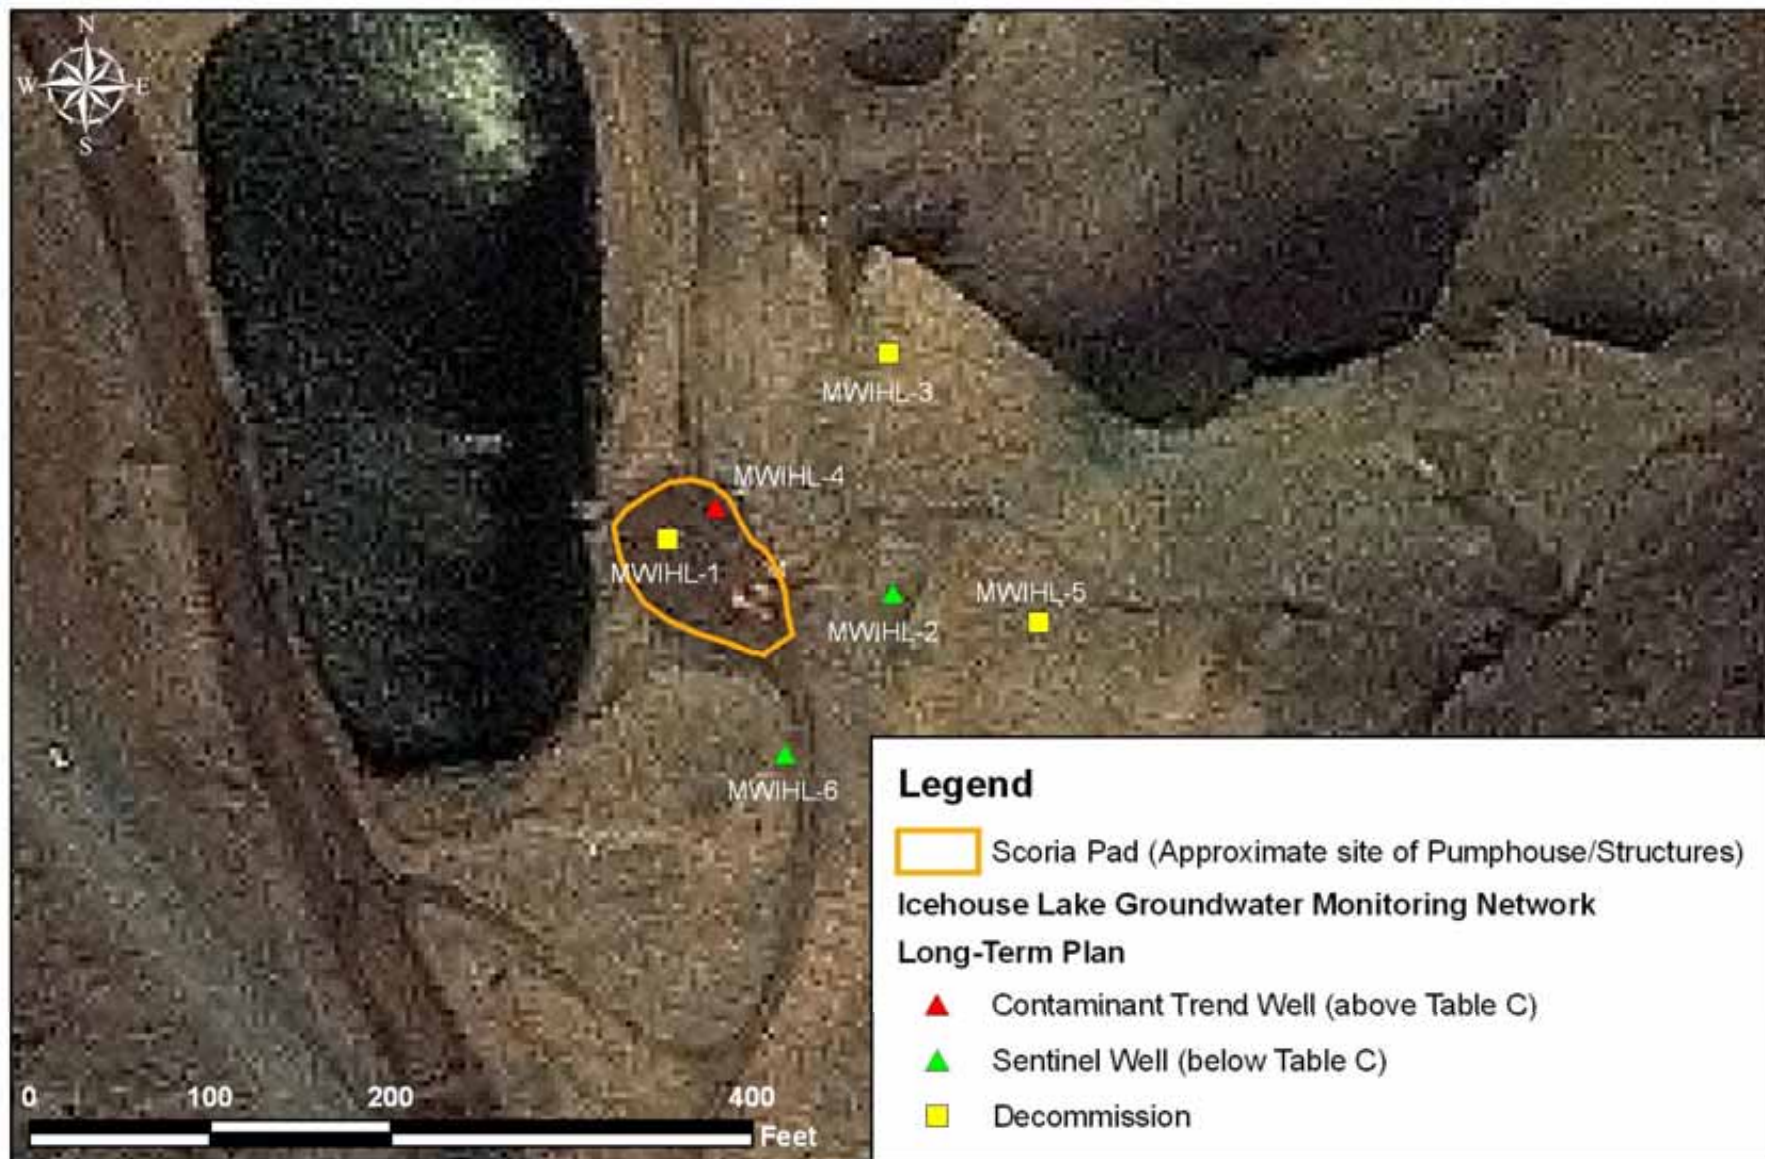 N
W E
S
MWIHL-3
MWIHL-4
MWIHL-1
MWIHL-5
MWIHL-2
MWIHL-6
Legend
Scoria Pad (Approximate site of Pumphouse/Structures)
Icehouse Lake Groundwater Monitoring Network
Long-Term Plan
Contaminant Trend Well (above Table C)
Sentinel Well (below Table C)
Decommission
0 100 200 400
Feet